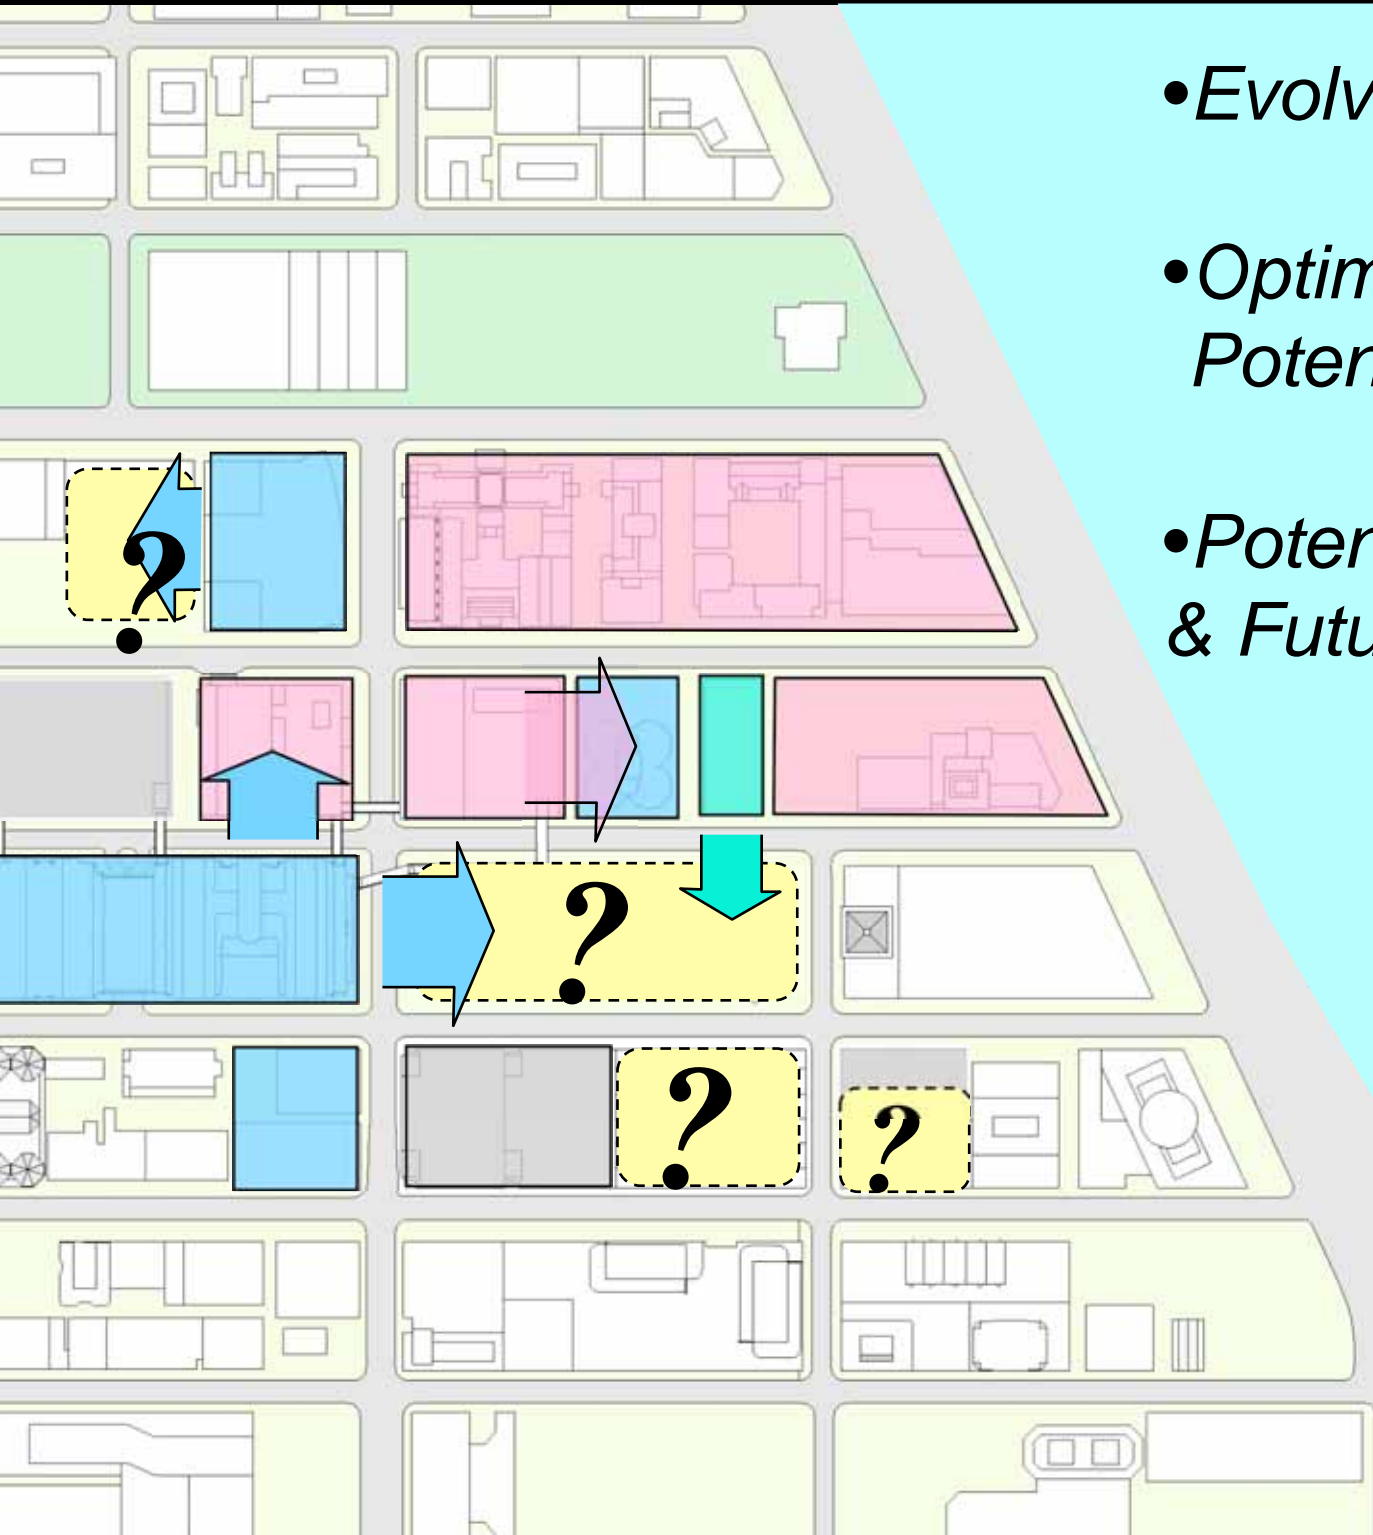 •Evolv
•Optim
Poten
•Poten
& Futu
?
?
?
?